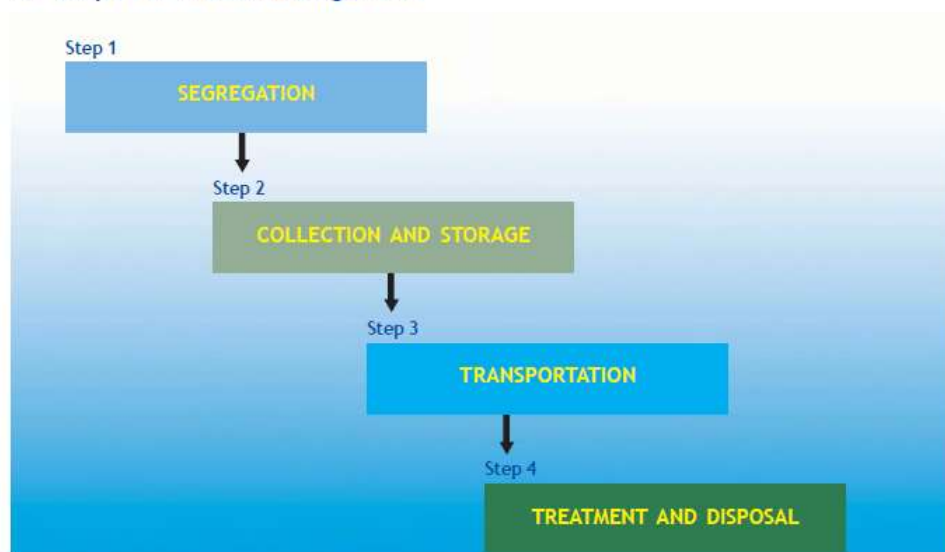 Step 1
SEGREGATION
Step 2
COLLECTION AND STORAGE
Step 3
TRANSPORTATION
Step 4
TREATMENT AND DISPOSAL